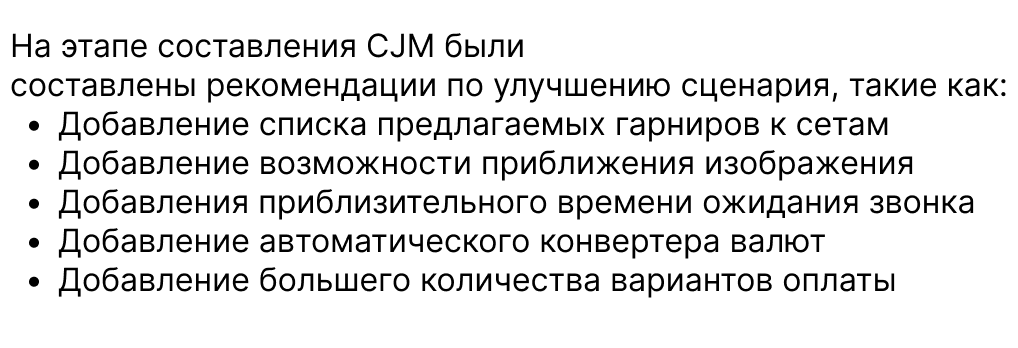 На этапе составления CJM были
составлены рекомендации по улучшению сценария, такие как:
• Добавление списка предлагаемых гарниров к сетам
• Добавление возможности приближения изображения
• Добавления приблизительного времени ожидания звонка
• Добавление автоматического конвертера валют
• Добавление большего количества вариантов оплаты